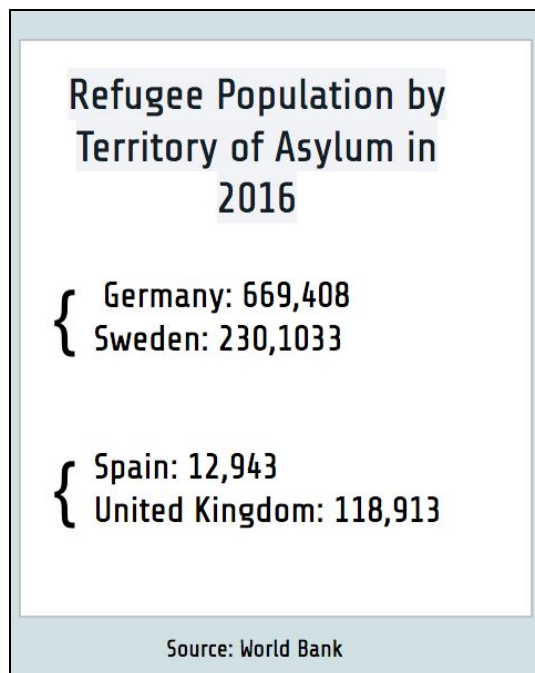 Refugee Population by
Territory of Asylum in
2016
{ Germany: 669,408
Sweden: 230,1033
{ Spain: 12,943
United Kingdom: 118,913
Source: World Bank